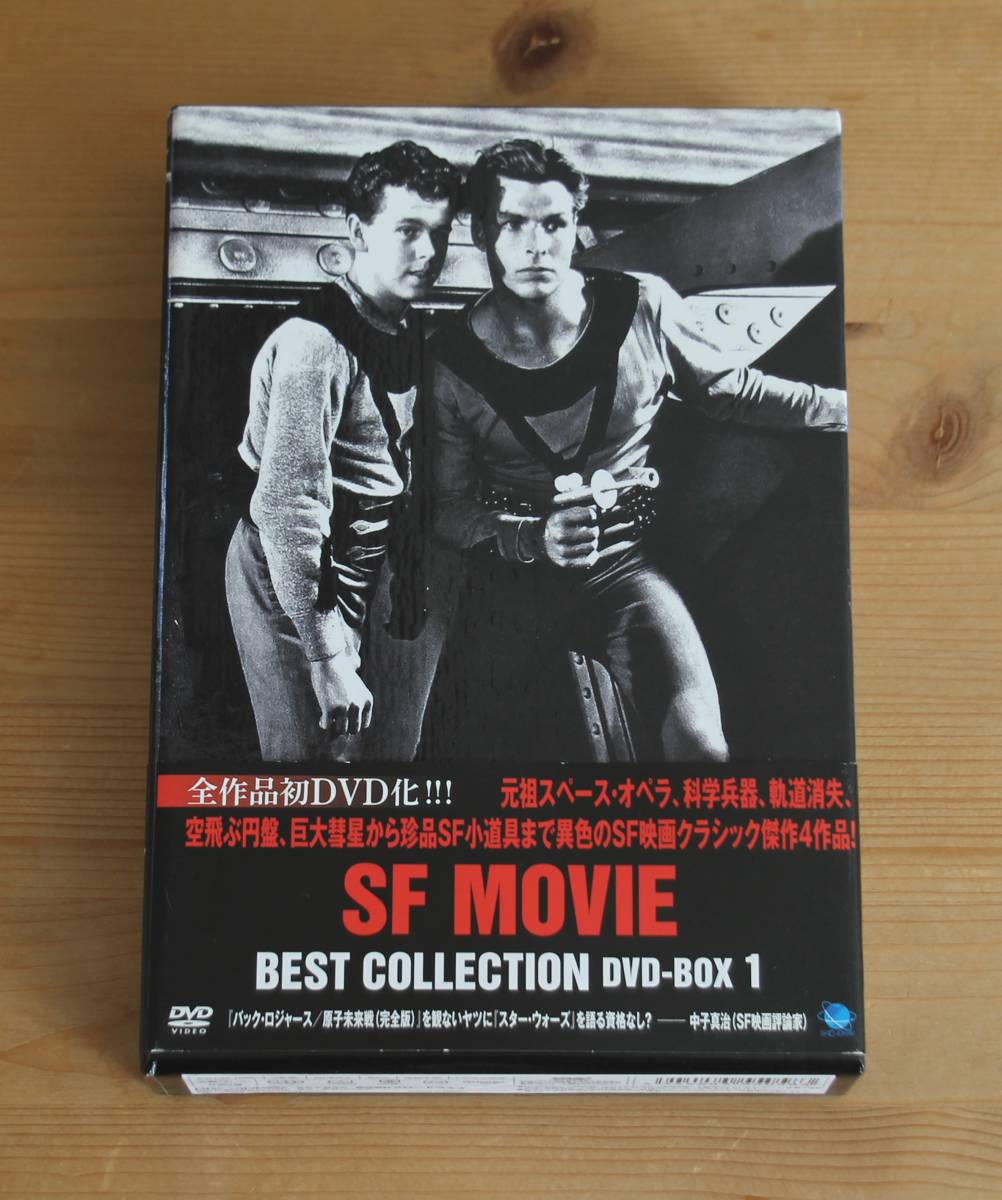 全作品初DVD化!!!
元祖スペース・オペラ、科学兵器、軌道消失、
空飛ぶ円盤、巨大彗星から珍品SF小道具まで異色のSF映画クラシック傑作4作品!
SF MOVIE
BEST COLLECTION DVD-BOX 1
DVD
VIDEO
『バック・ロジャース/原子未来戦(完全版)』を観ないヤツに『スター・ウォーズ』を語る資格なし? —— 中子真治(SF映画評論家)